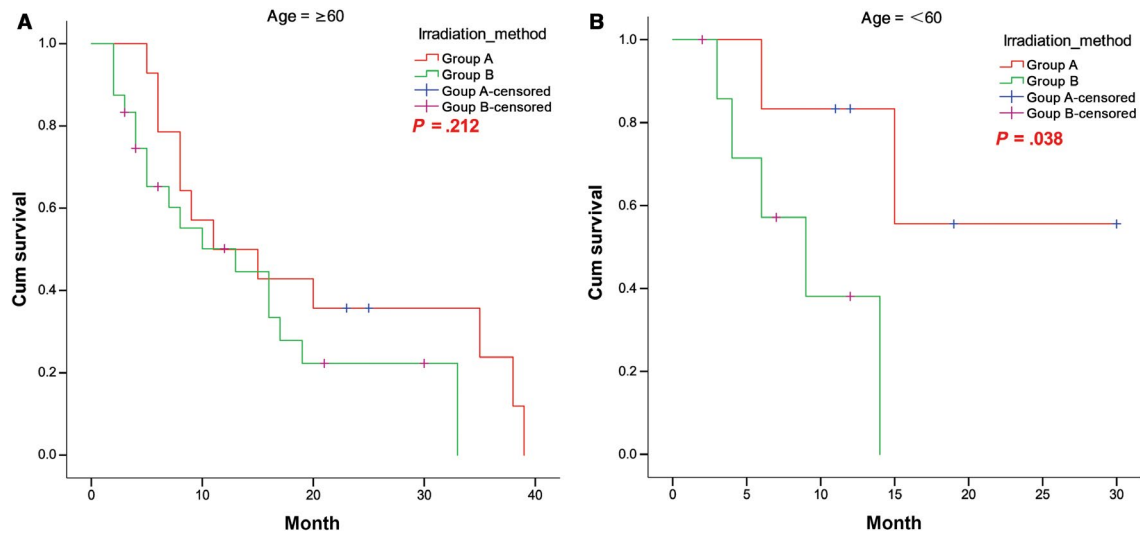 A
Age = ≥60
Irradiation_method
Group A
Group B
Goup A-censored
Goup B-censored
P = .212
Cum survival
1.0
0.8
0.6
0.4
0.2
0.0
0 10 20 30 40
Month
B
Age = <60
Irradiation_method
Group A
Group B
Goup A-censored
Goup B-censored
P = .038
Cum survival
1.0
0.8
0.6
0.4
0.2
0.0
0 5 10 15 20 25 30
Month